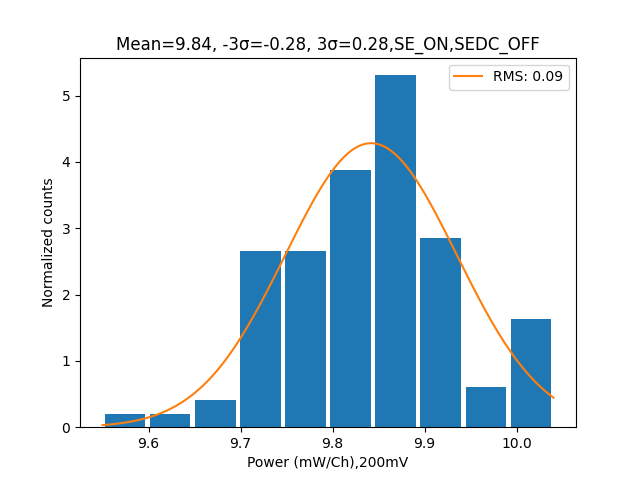 Mean=9.84, -3σ=-0.28, 3σ=0.28,SE_ON,SEDC_OFF
RMS: 0.09
Normalized counts
5
4
3
2
1
0
9.6 9.7 9.8 9.9 10.0
Power (mW/Ch),200mV